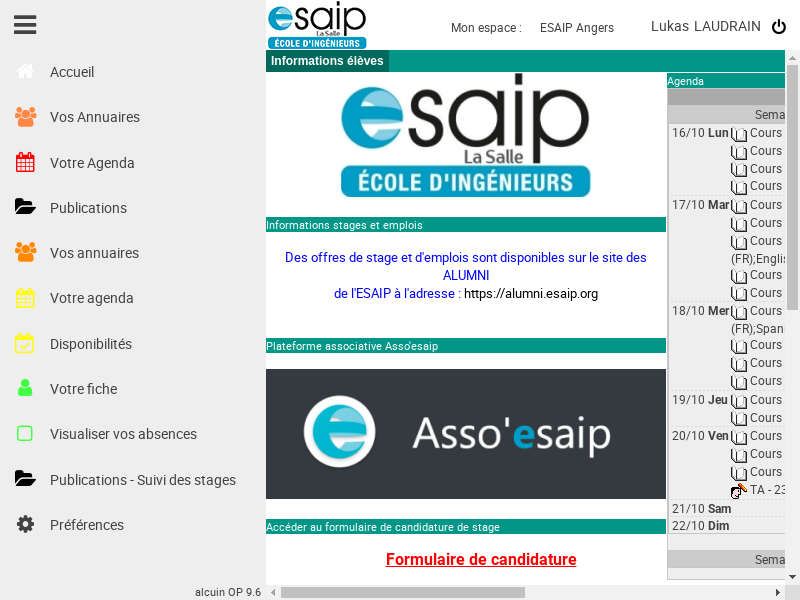 esaip
La Salle
ÉCOLE D'INGÉNIEURS
Mon espace : ESAIP Angers
Lukas LAUDRAIN
Accueil
Vos Annuaires
Votre Agenda
Publications
Vos annuaires
Votre agenda
Disponibilités
Votre fiche
Visualiser vos absences
Publications - Suivi des stages
Préférences
alcuin OP 9.6
Informations élèves
esaip
La Salle
ÉCOLE D'INGÉNIEURS
Informations stages et emplois
Des offres de stage et d'emplois sont disponibles sur le site des
ALUMNI
de l'ESAIP à l'adresse : https://alumni.esaip.org
Plateforme associative Asso'esaip
Asso'esaip
Accéder au formulaire de candidature de stage
Formulaire de candidature
Agenda
Sema
16/10 Lun Cours
Cours
Cours
Cours
17/10 Mar Cours
Cours
Cours
(FR);Englis
Cours
Cours
18/10 Mer Cours
(FR);Spani
Cours
Cours
Cours
19/10 Jeu Cours
Cours
20/10 Ven Cours
Cours
Cours
TA - 23
21/10 Sam
22/10 Dim
Sema